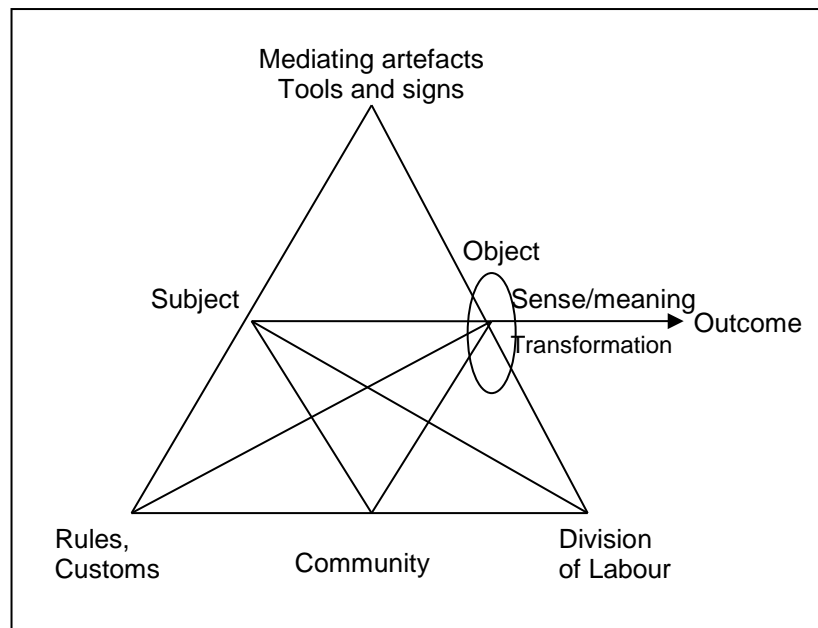 Mediating artefacts
Tools and signs
Object
Subject
Sense/meaning
Outcome
Transformation
Rules,
Customs
Community
Division
of Labour